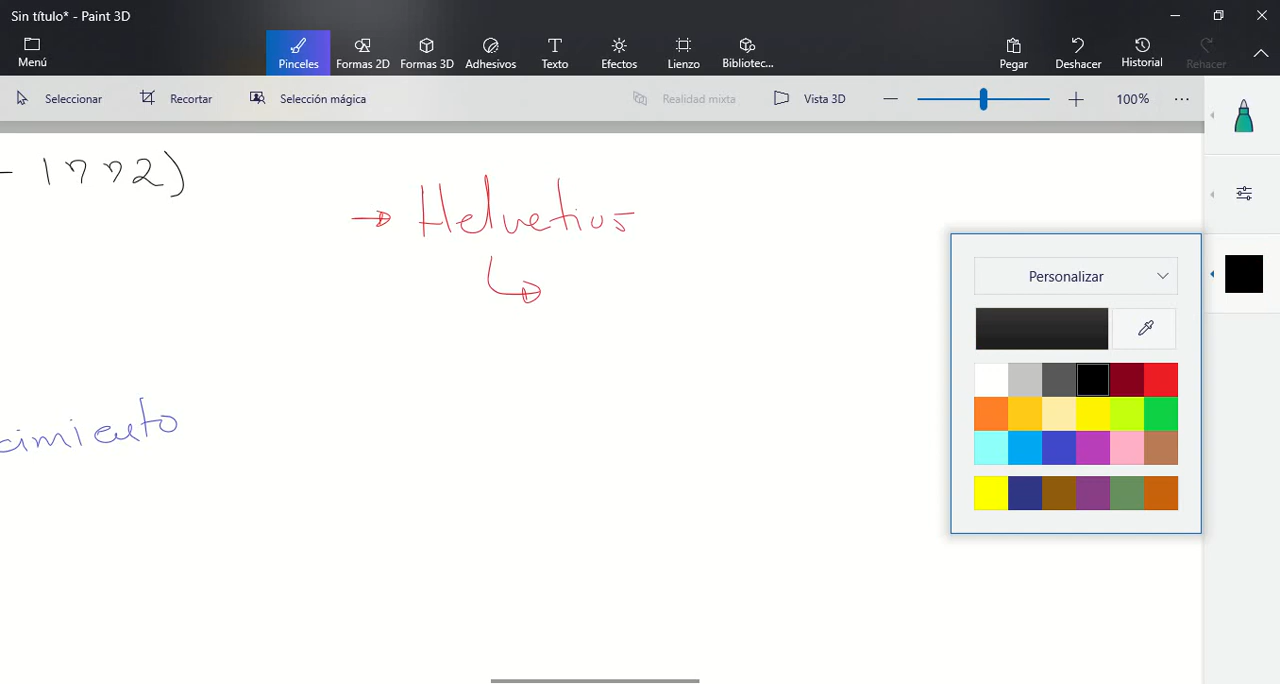 Sin título* - Paint 3D
Menú
Pinceles
Formas 2D
Formas 3D
Adhesivos
Texto
Efectos
Lienzo
Bibliotec...
Pegar
Deshacer
Historial
Rehacer
Seleccionar
Recortar
Selección mágica
Realidad mixta
Vista 3D
100%
- 1772)
→ Helvetius
Personalizar
cimiento